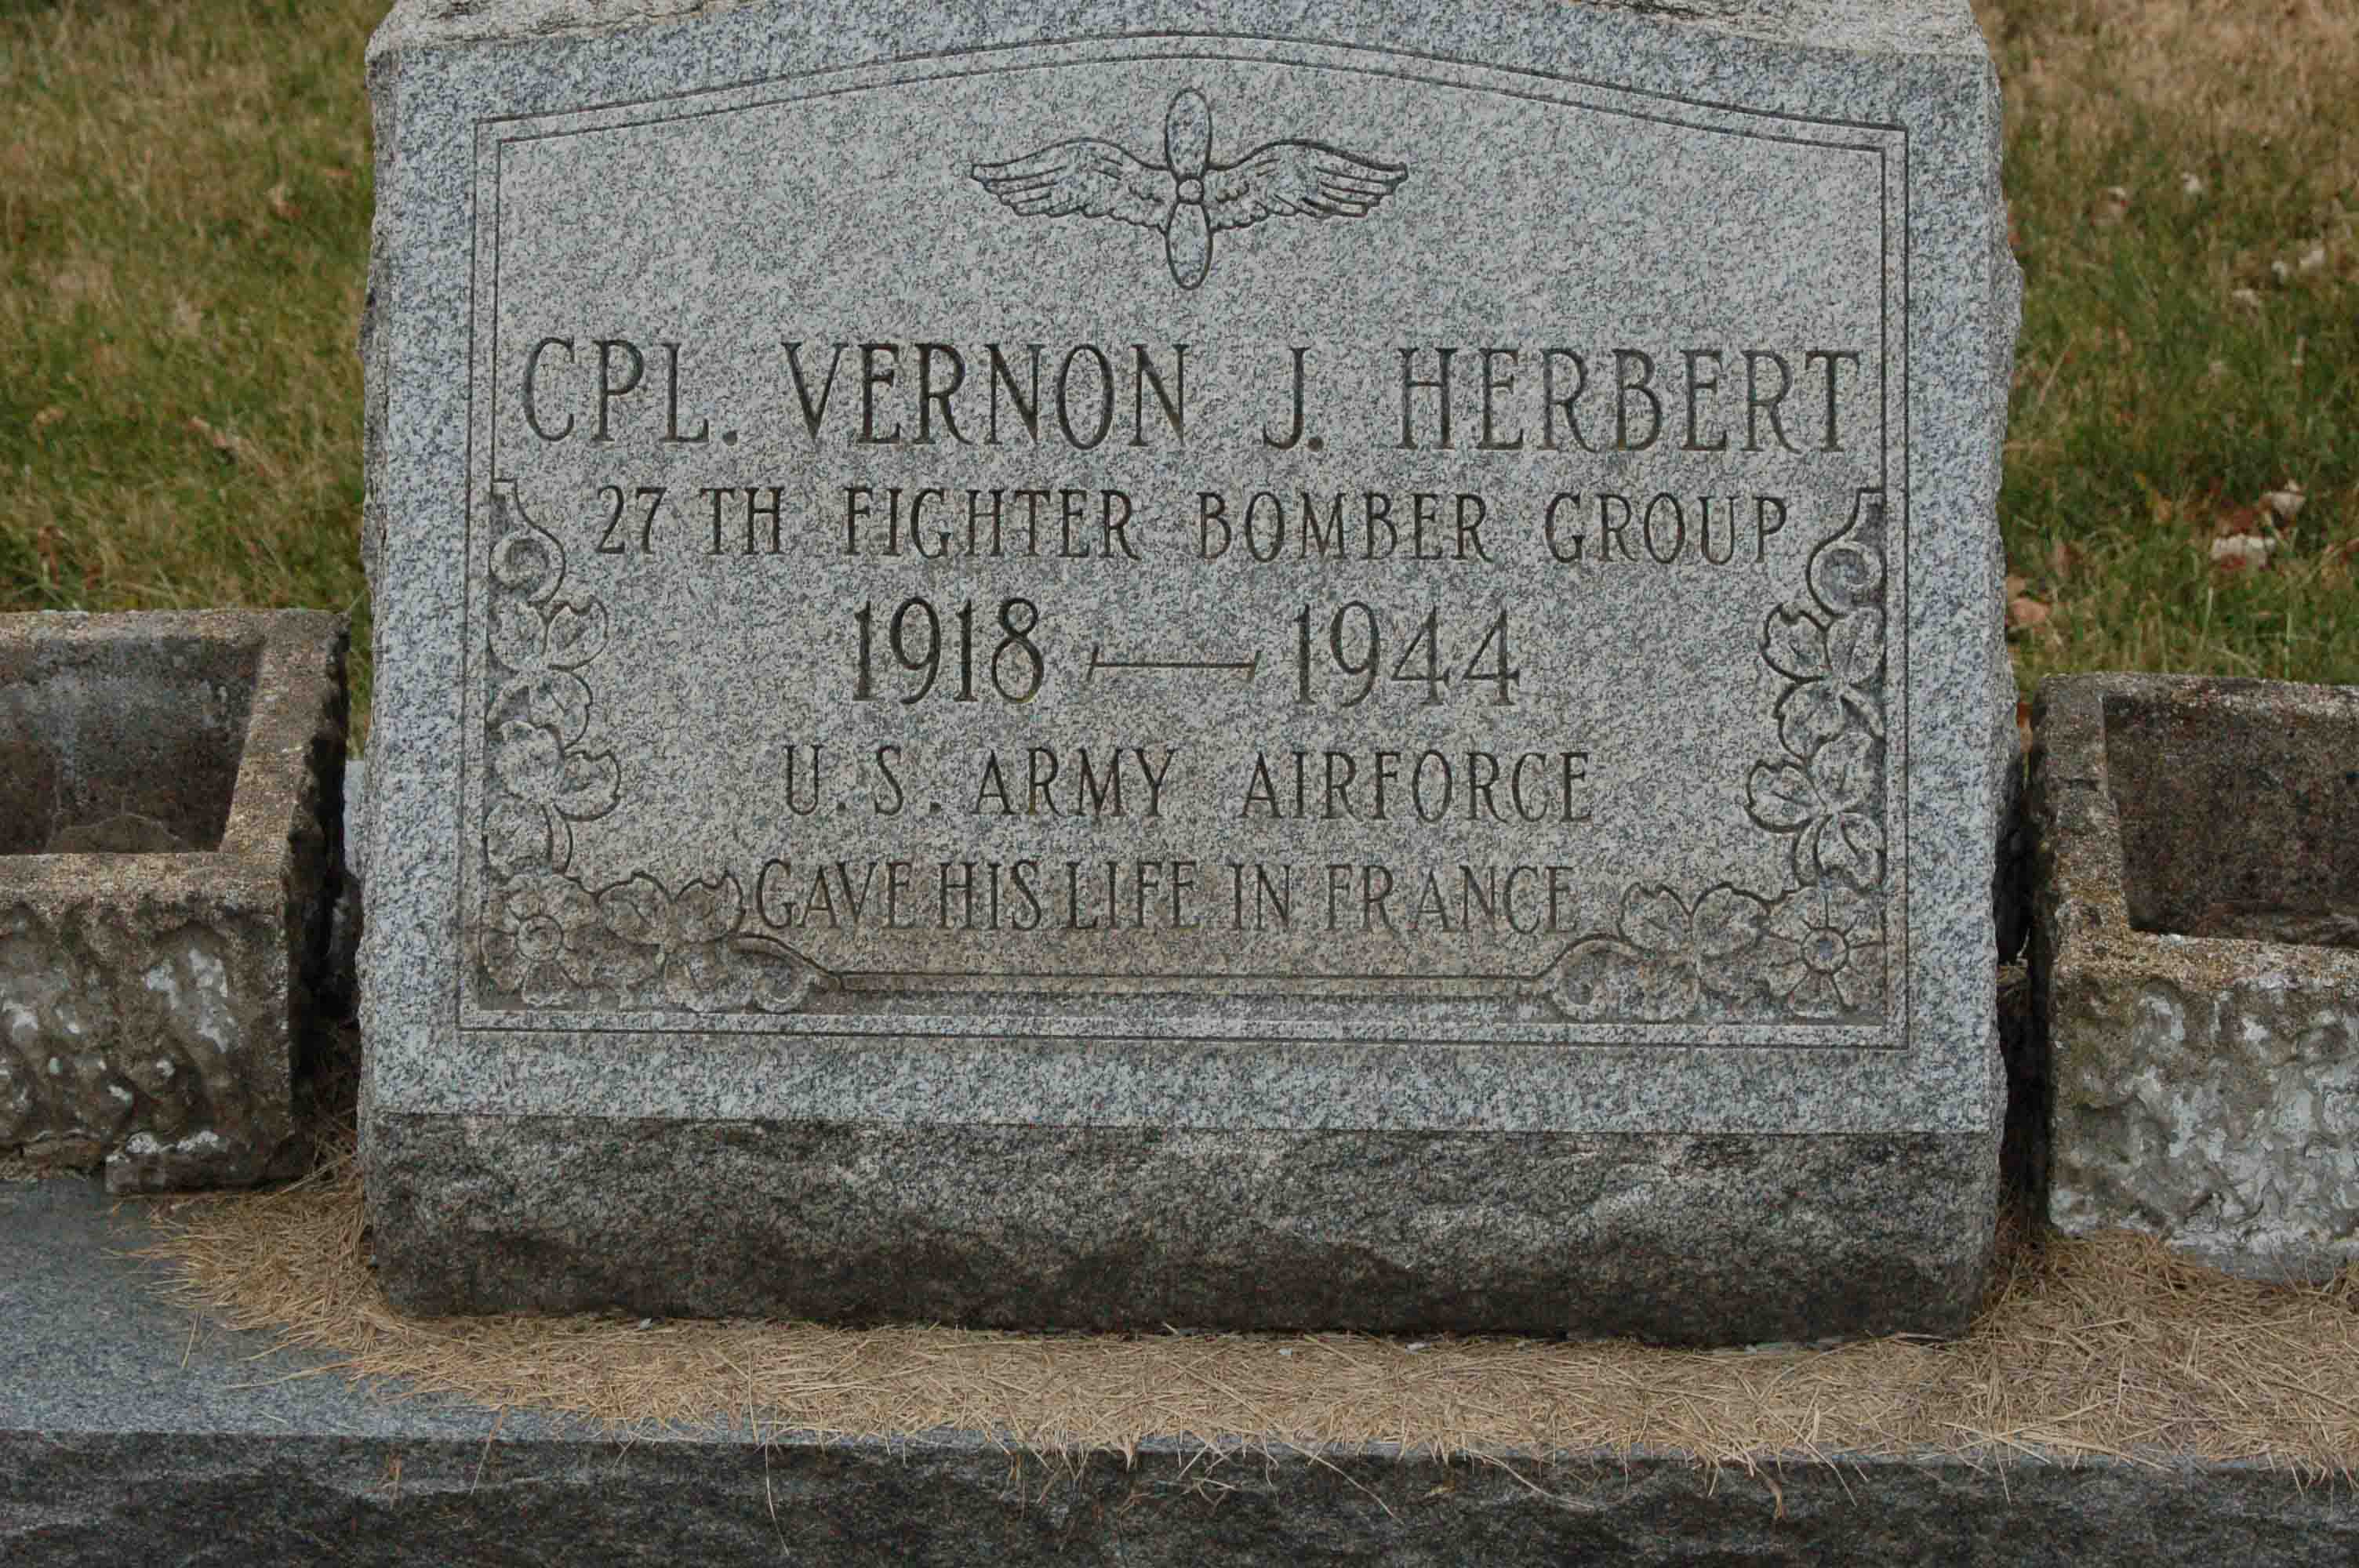 CPL. VERNON J. HERBERT
27 TH FIGHTER BOMBER GROUP
1918 — 1944
U.S. ARMY AIRFORCE
GAVE HIS LIFE IN FRANCE